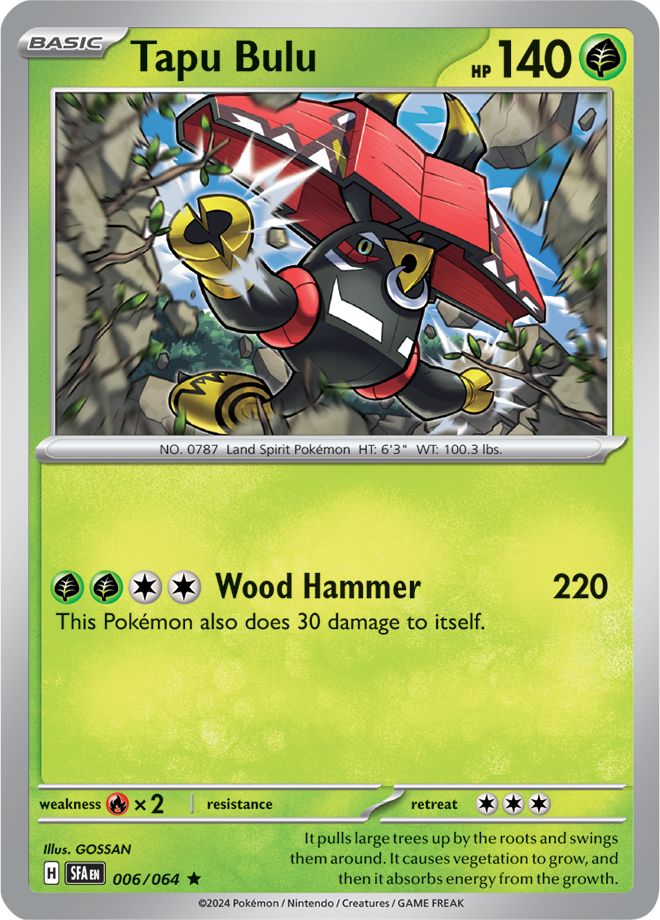 BASIC Tapu Bulu HP 140
NO. 0787 Land Spirit Pokémon HT: 6'3" WT: 100.3 lbs.
Wood Hammer 220
This Pokémon also does 30 damage to itself.
weakness ×2 resistance retreat
Illus. GOSSAN
H SFA EN 006/064 ★
It pulls large trees up by the roots and swings
them around. It causes vegetation to grow, and
then it absorbs energy from the growth.
©2024 Pokémon / Nintendo / Creatures / GAME FREAK